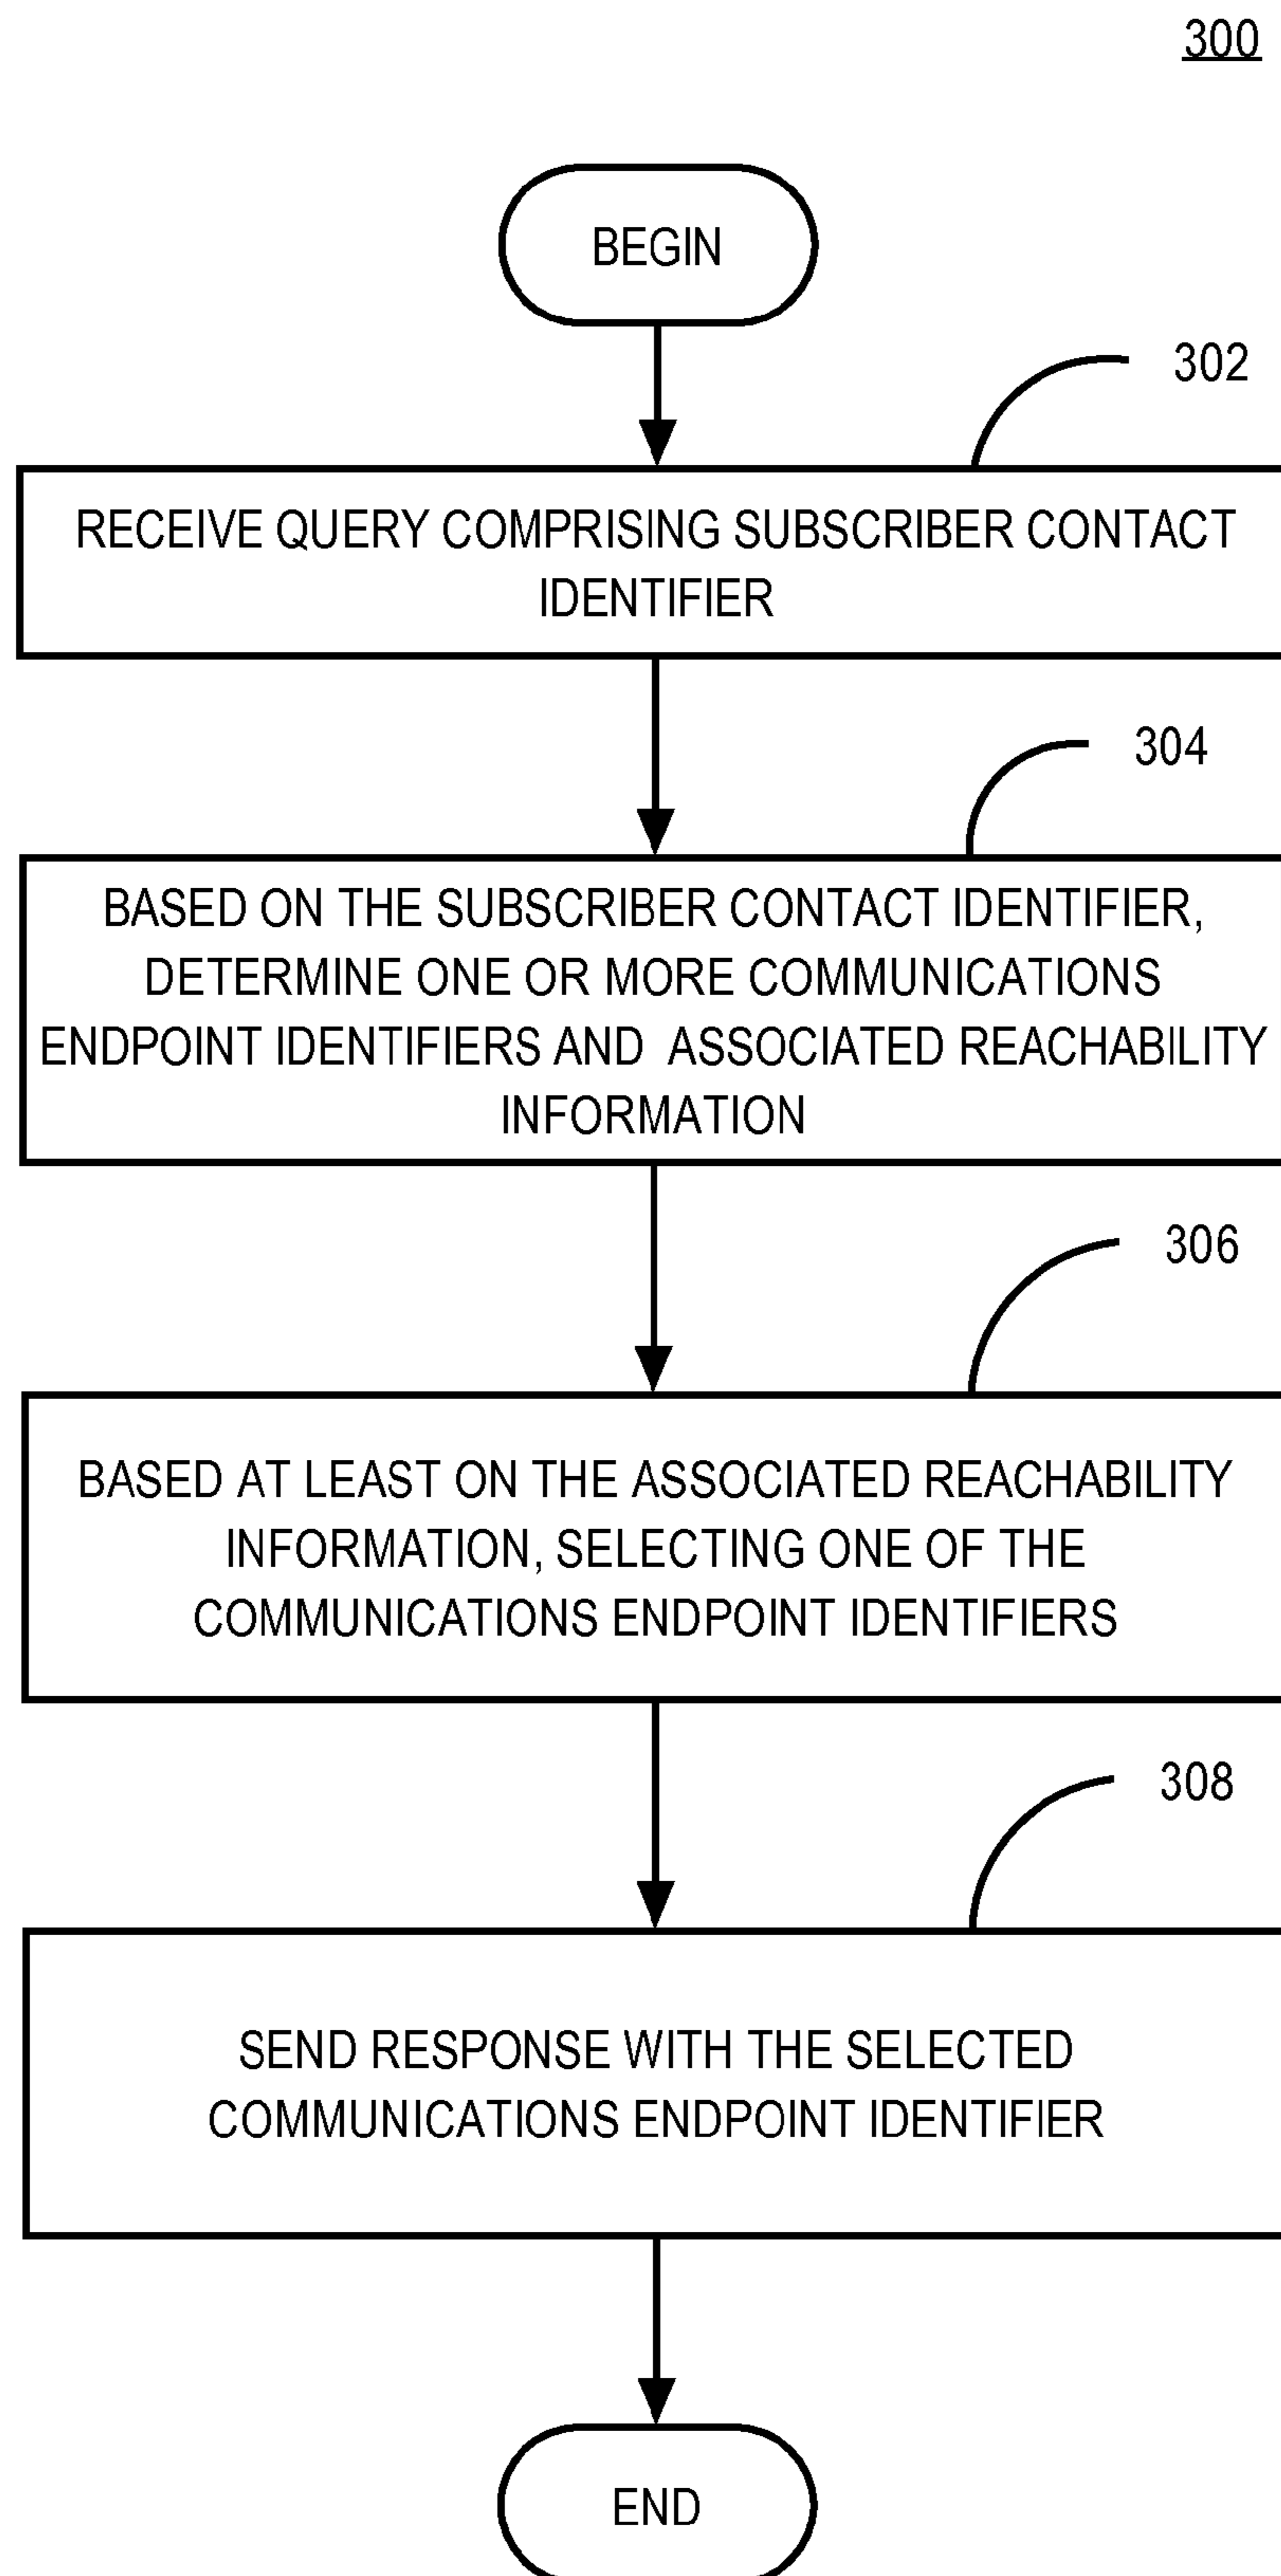 300
BEGIN
302
RECEIVE QUERY COMPRISING SUBSCRIBER CONTACT
IDENTIFIER
304
BASED ON THE SUBSCRIBER CONTACT IDENTIFIER,
DETERMINE ONE OR MORE COMMUNICATIONS
ENDPOINT IDENTIFIERS AND ASSOCIATED REACHABILITY
INFORMATION
306
BASED AT LEAST ON THE ASSOCIATED REACHABILITY
INFORMATION, SELECTING ONE OF THE
COMMUNICATIONS ENDPOINT IDENTIFIERS
308
SEND RESPONSE WITH THE SELECTED
COMMUNICATIONS ENDPOINT IDENTIFIER
END